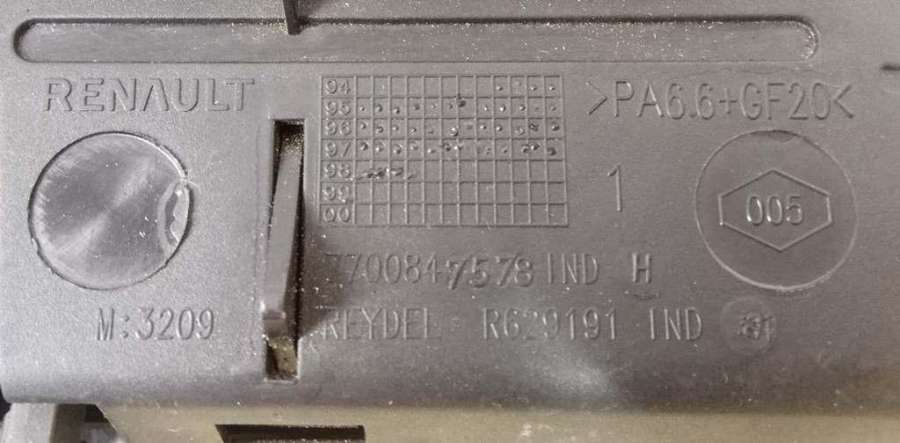 RENAULT
94
95
96
97
98
99
00
>PA6.6+GF20<
1
005
7700847578 IND H
M:3209
REYDEL R629191 IND